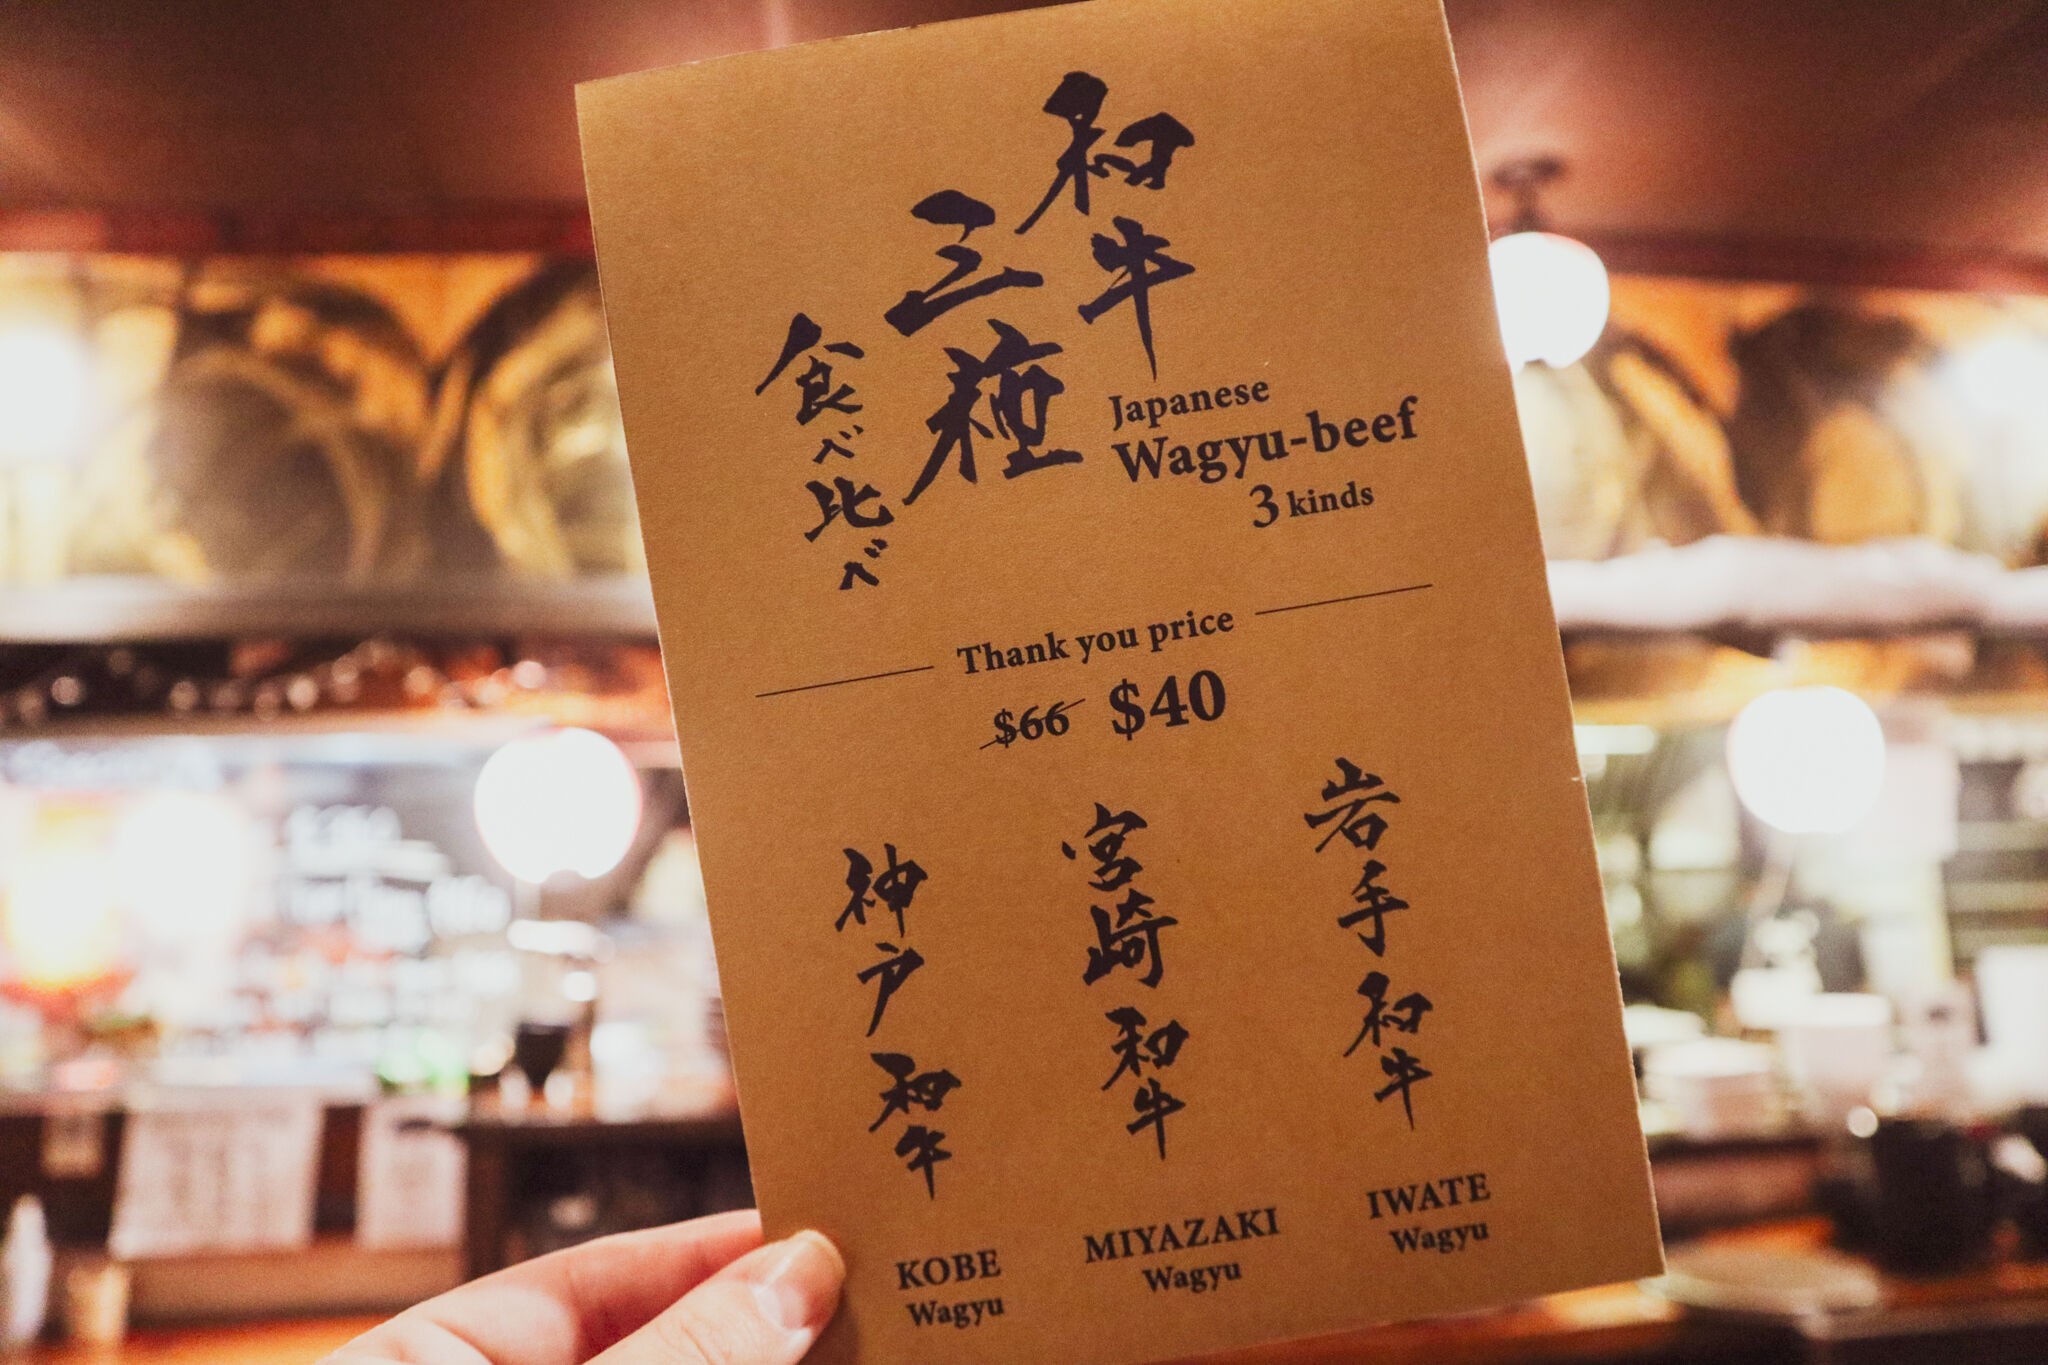 和牛
三種
食べ比べ
Japanese
Wagyu-beef
3 kinds
Thank you price
$66 $40
神戸和牛
KOBE
Wagyu
宮崎和牛
MIYAZAKI
Wagyu
岩手和牛
IWATE
Wagyu